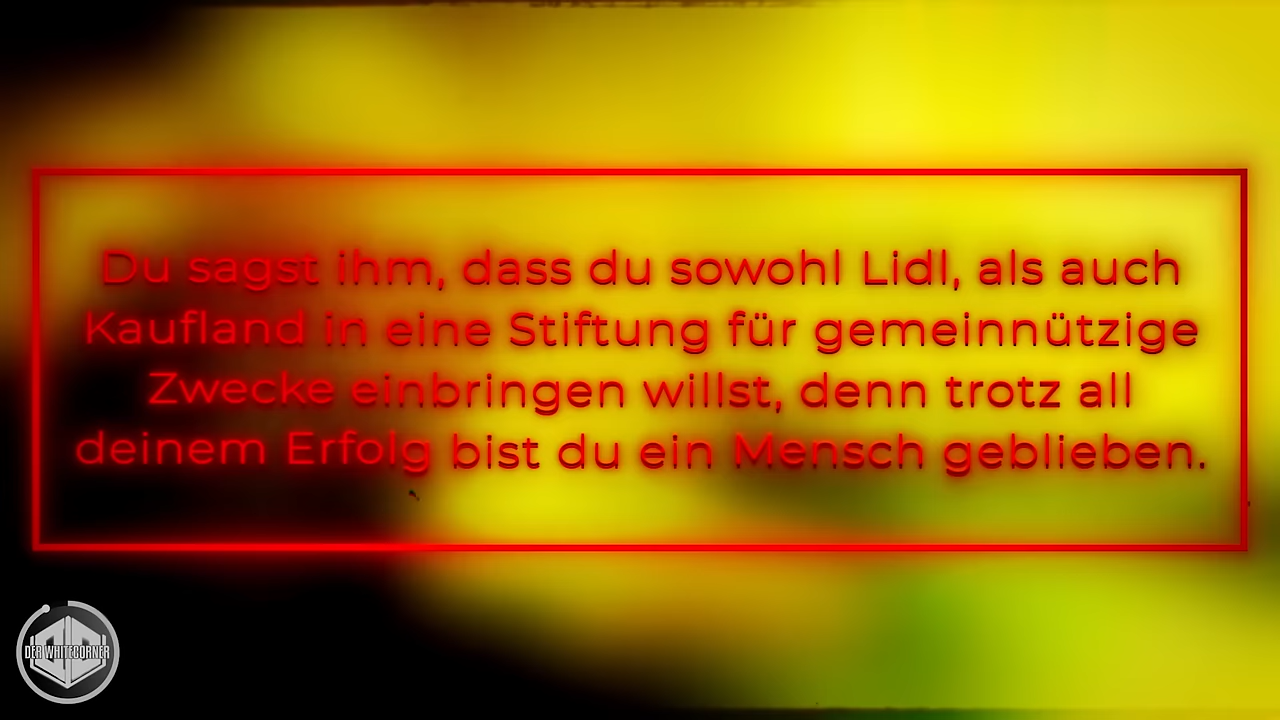 Du sagst ihm, dass du sowohl Lidl, als auch
Kaufland in eine Stiftung für gemeinnützige
Zwecke einbringen willst, denn trotz all
deinem Erfolg bist du ein Mensch geblieben.
DER WHITECORNER